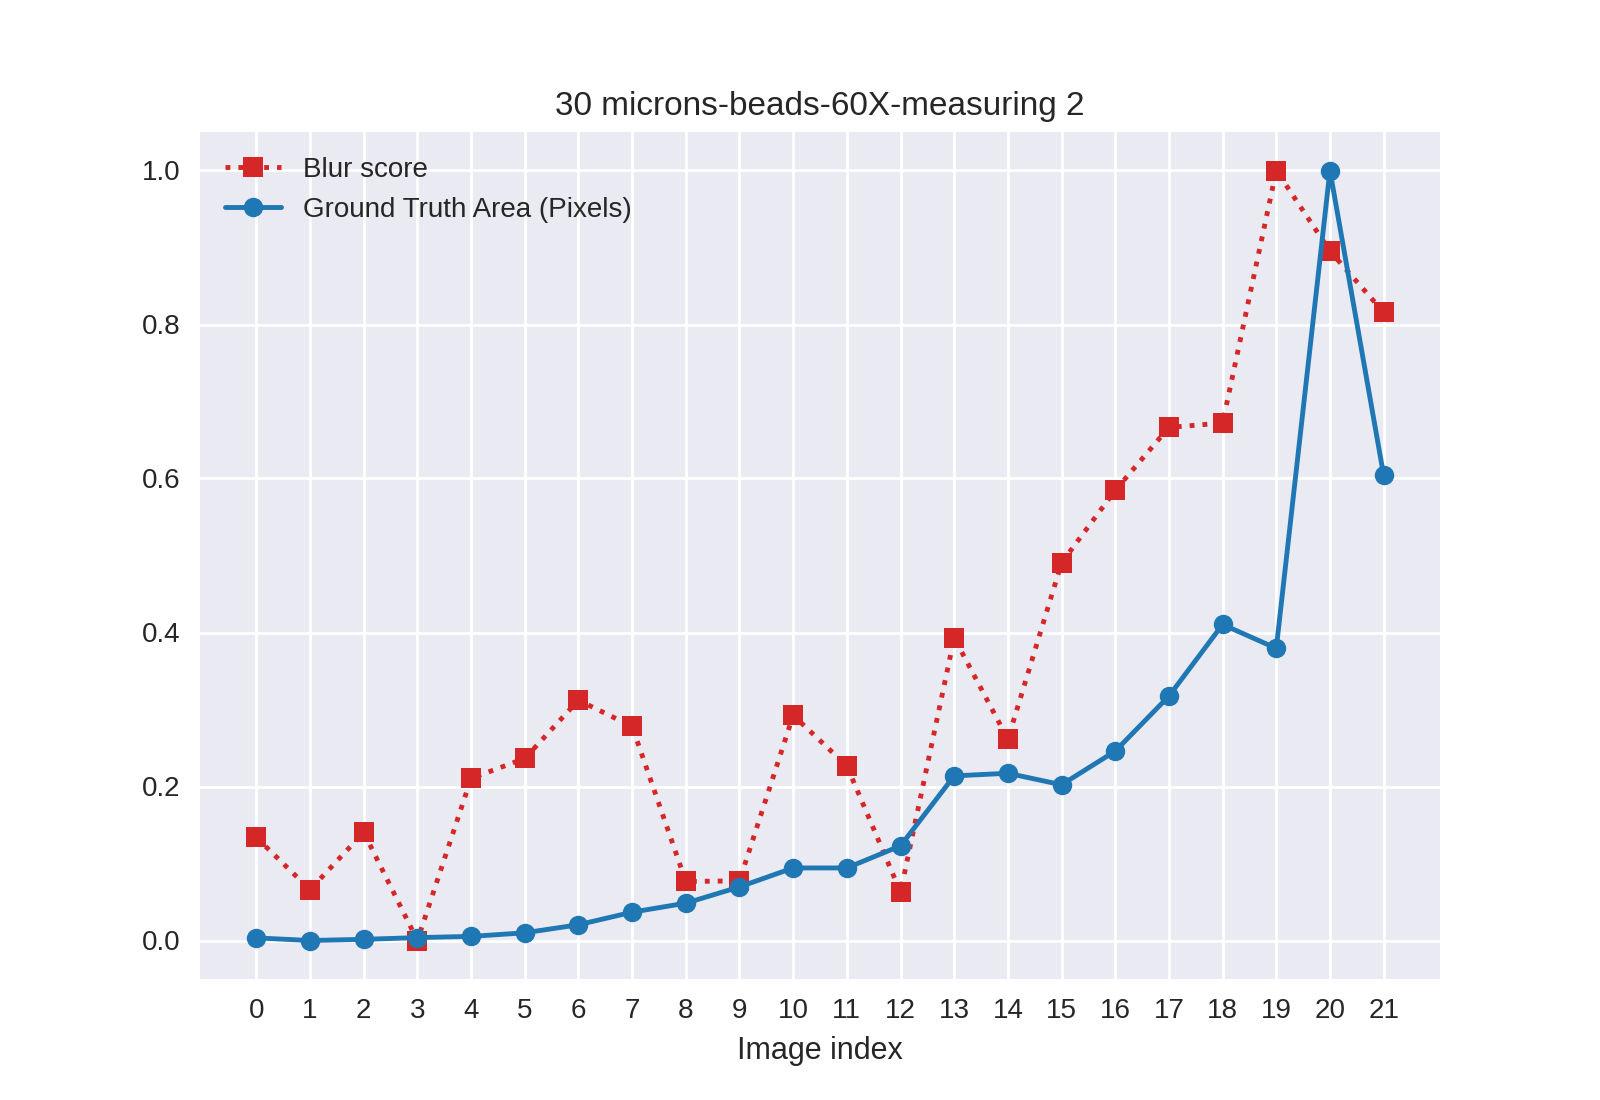 30 microns-beads-60X-measuring 2
Blur score
Ground Truth Area (Pixels)
1.0
0.8
0.6
0.4
0.2
0.0
0 1 2 3 4 5 6 7 8 9 10 11 12 13 14 15 16 17 18 19 20 21
Image index